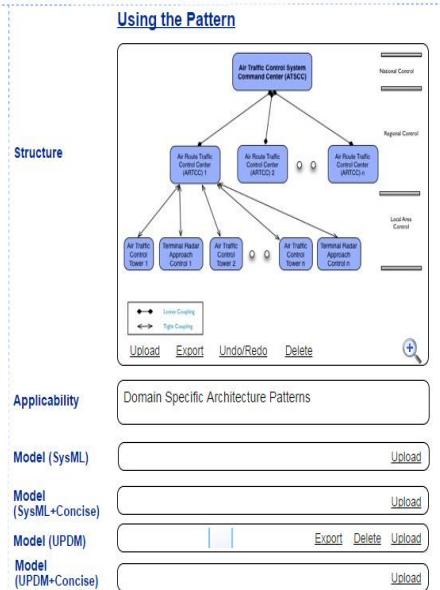 Using the Pattern
Structure
Air Traffic Control System
Command Center (ATSCC)
National Control
Regional Control
Air Route Traffic
Control Center
(ARTCC) 1
Air Route Traffic
Control Center
(ARTCC) 2
Air Route Traffic
Control Center
(ARTCC) n
Local Area
Control
Air Traffic
Control
Tower 1
Terminal Radar
Approach
Control 1
Air Traffic
Control
Tower 2
Air Traffic
Control
Tower n
Terminal Radar
Approach
Control n
Loose Coupling
Tight Coupling
Upload Export Undo/Redo Delete
Applicability
Domain Specific Architecture Patterns
Model (SysML)
Upload
Model
(SysML+Concise)
Upload
Model (UPDM)
Export Delete Upload
Model
(UPDM+Concise)
Upload